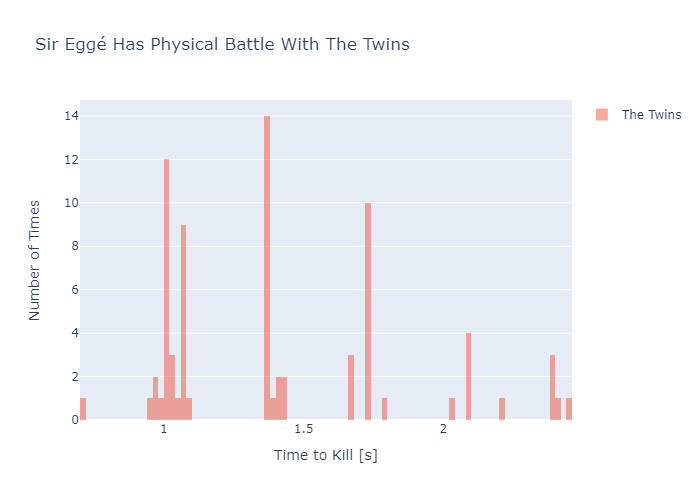 Sir Eggé Has Physical Battle With The Twins
The Twins
Number of Times
14
12
10
8
6
4
2
0
1
1.5
2
Time to Kill [s]